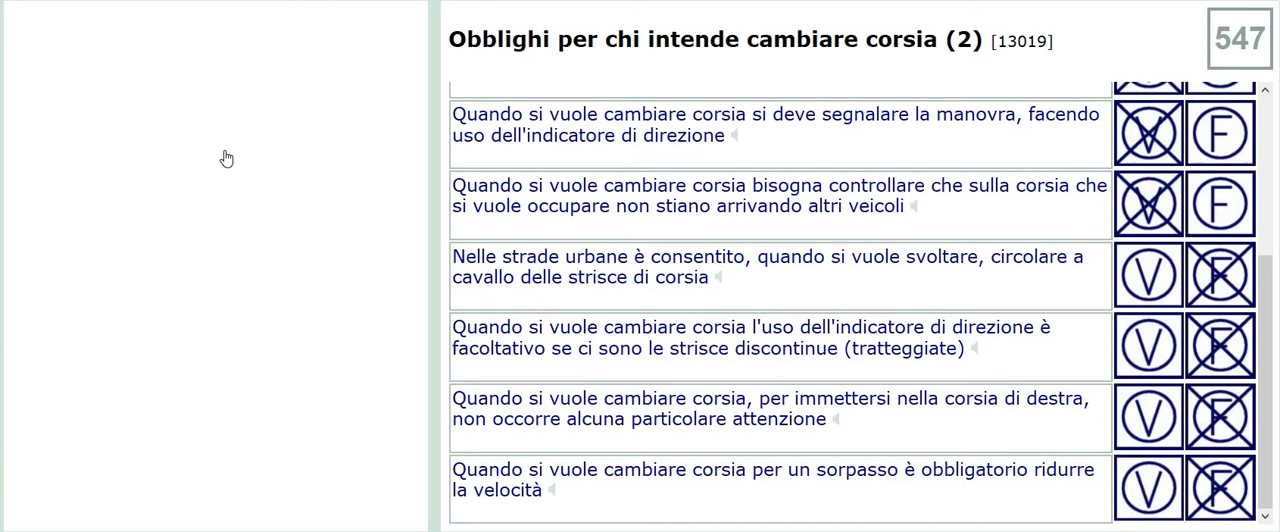 Obblighi per chi intende cambiare corsia (2) [13019]
547
Quando si vuole cambiare corsia si deve segnalare la manovra, facendo
uso dell'indicatore di direzione
V F
Quando si vuole cambiare corsia bisogna controllare che sulla corsia che
si vuole occupare non stiano arrivando altri veicoli
V F
Nelle strade urbane è consentito, quando si vuole svoltare, circolare a
cavallo delle strisce di corsia
V F
Quando si vuole cambiare corsia l'uso dell'indicatore di direzione è
facoltativo se ci sono le strisce discontinue (tratteggiate)
V F
Quando si vuole cambiare corsia, per immettersi nella corsia di destra,
non occorre alcuna particolare attenzione
V F
Quando si vuole cambiare corsia per un sorpasso è obbligatorio ridurre
la velocità
V F